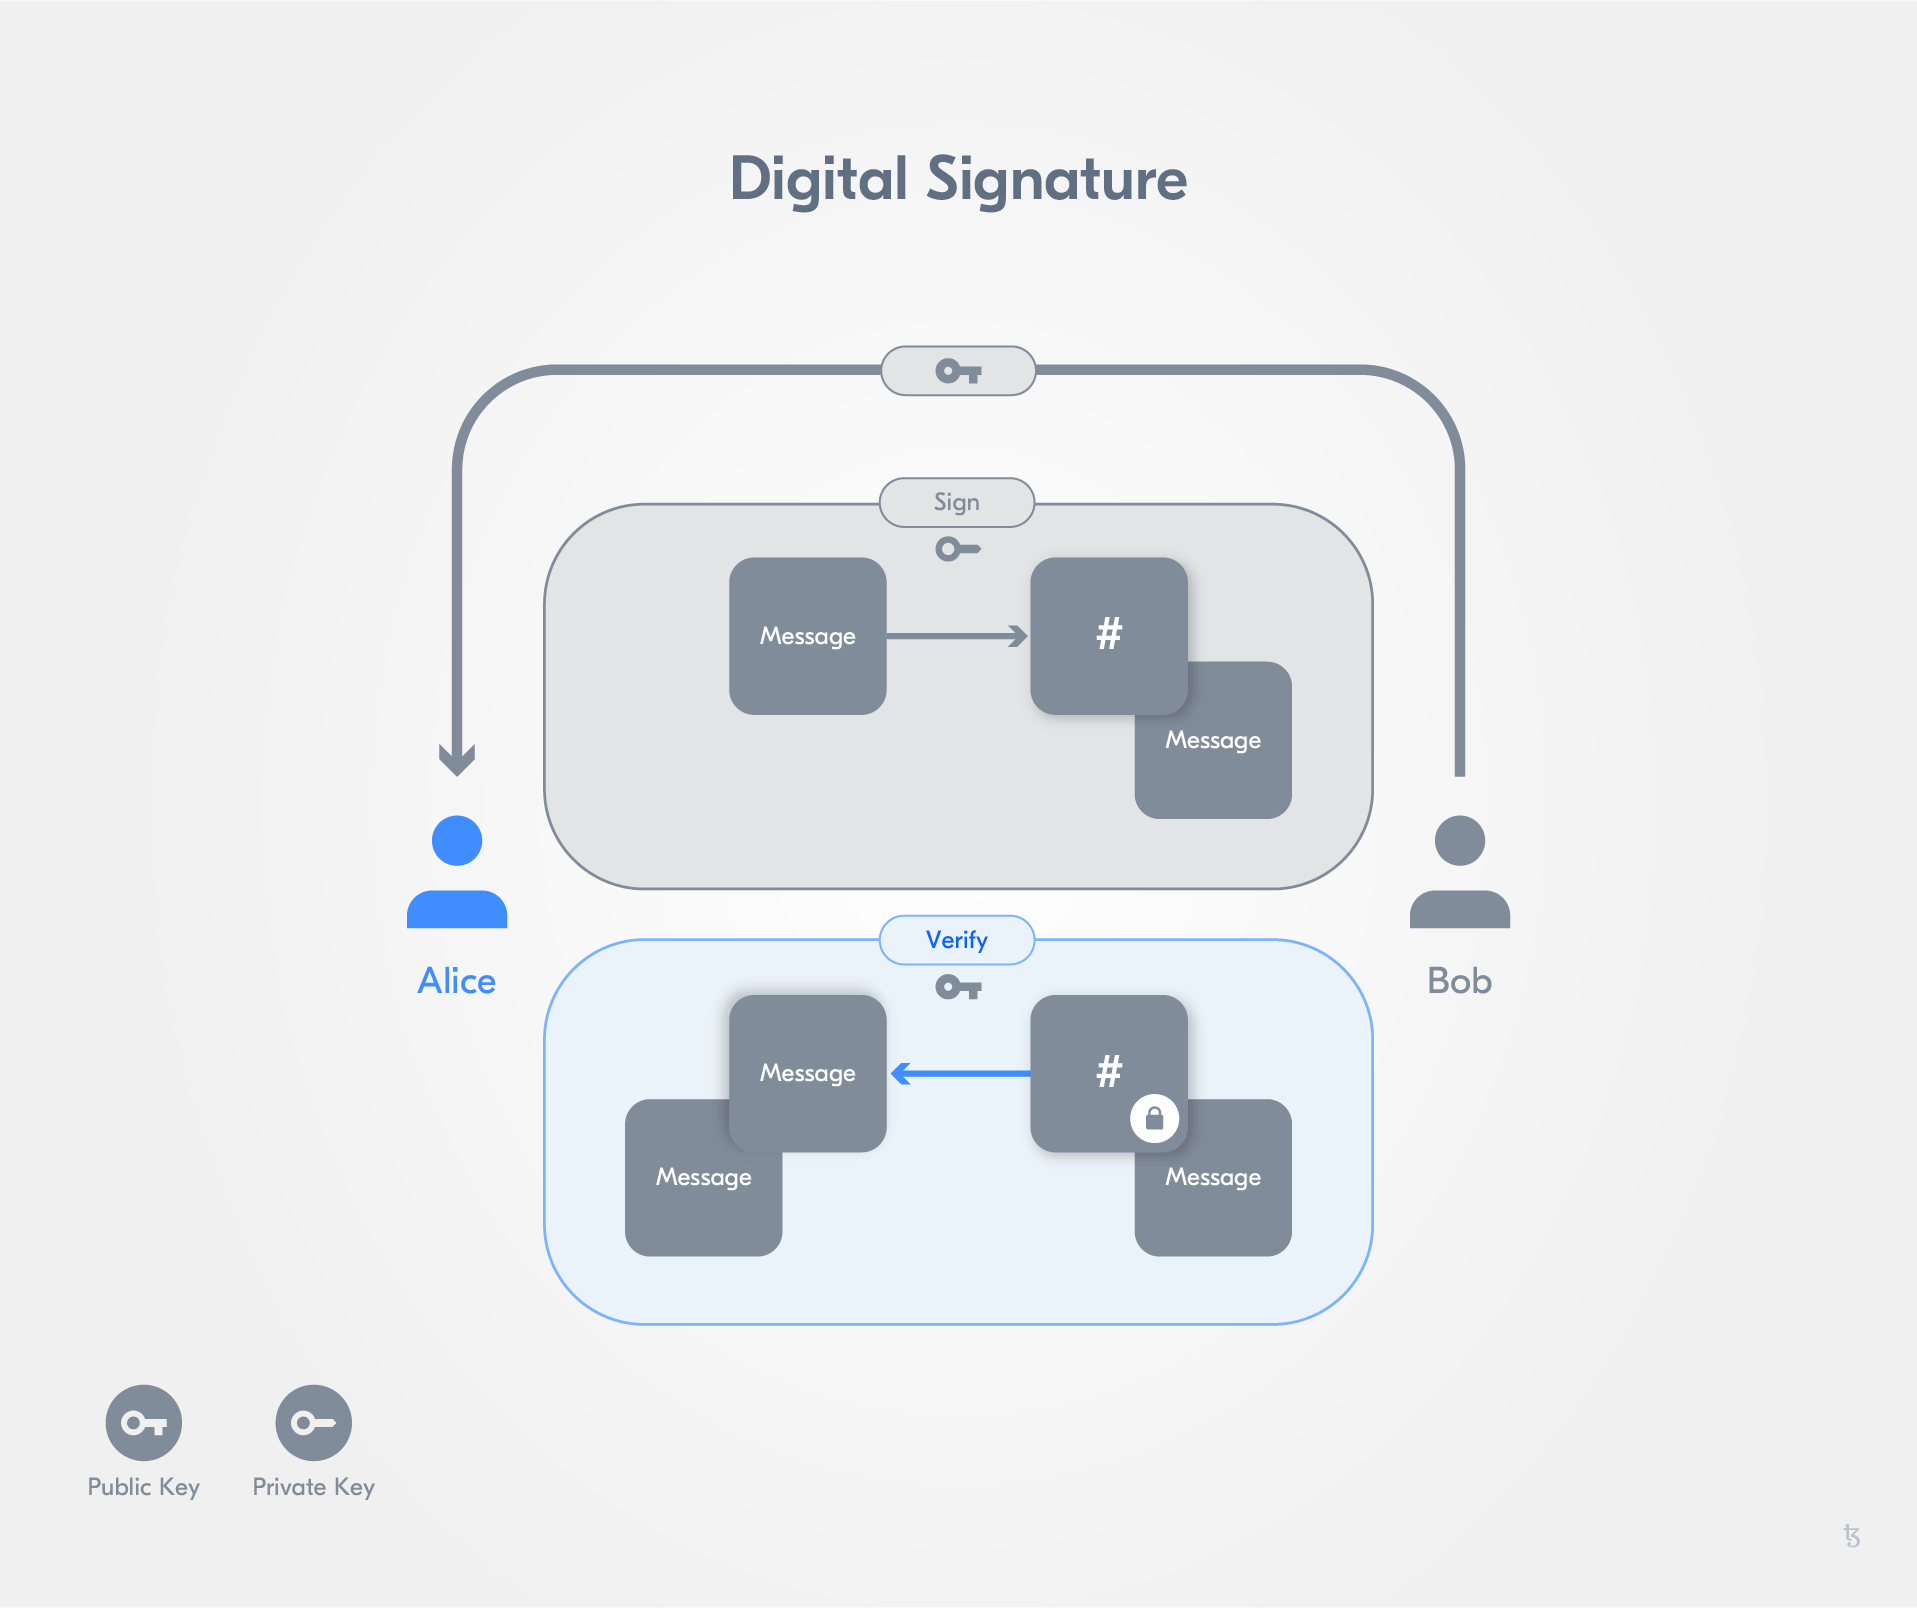 Digital Signature
Sign
Message
#
Message
Alice
Bob
Verify
Message
#
Message
Message
Public Key
Private Key
ꜩ